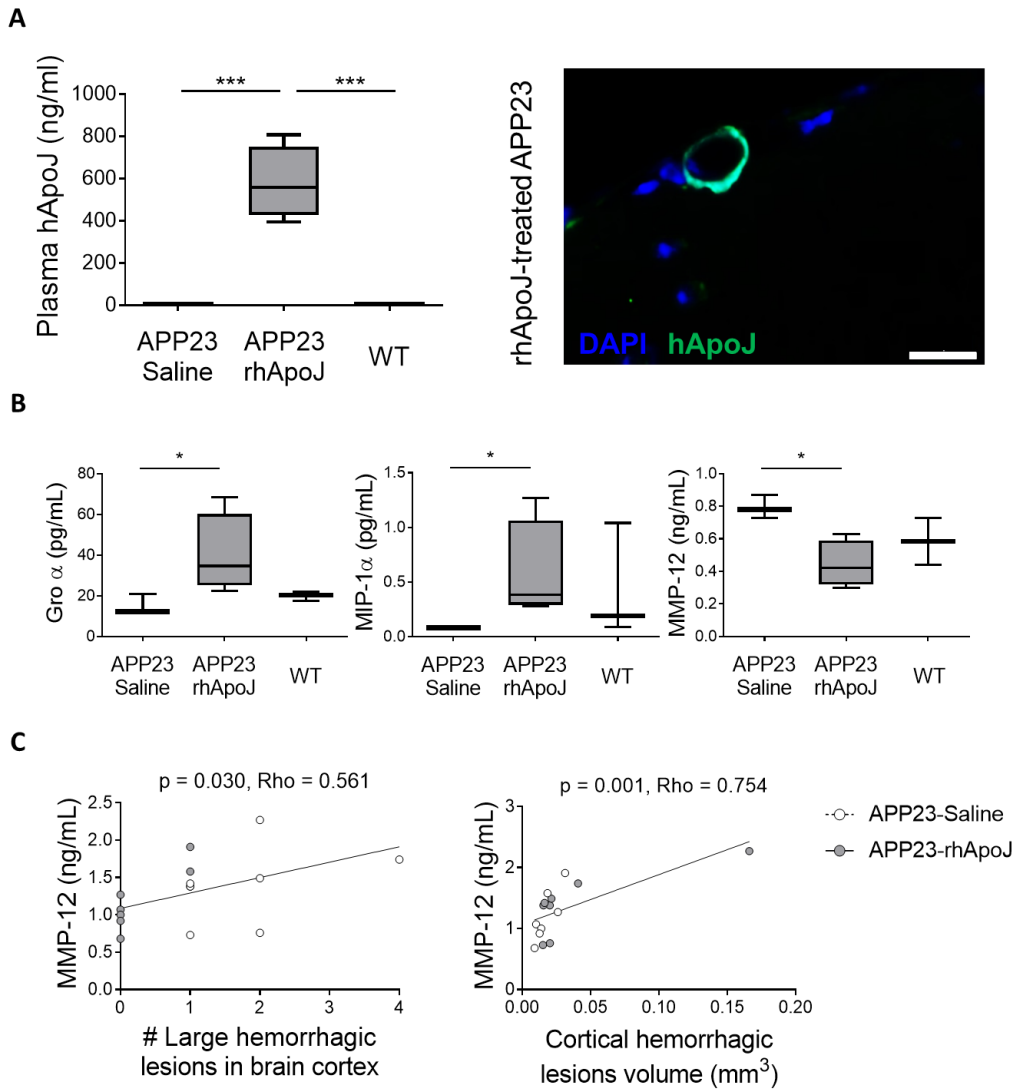 A
Plasma hApoJ (ng/ml)
1000
800
600
400
200
0
***
***
APP23
Saline
APP23
rhApoJ
WT
rhApoJ-treated APP23
DAPI hApoJ
B
Gro α (pg/mL)
80
60
40
20
0
*
APP23
Saline
APP23
rhApoJ
WT
MIP-1α (pg/mL)
1.5
1.0
0.5
0.0
*
APP23
Saline
APP23
rhApoJ
WT
MMP-12 (ng/mL)
1.0
0.8
0.6
0.4
0.2
0.0
*
APP23
Saline
APP23
rhApoJ
WT
C
p = 0.030, Rho = 0.561
MMP-12 (ng/mL)
2.5
2.0
1.5
1.0
0.5
0.0
0 1 2 3 4
# Large hemorrhagic
lesions in brain cortex
p = 0.001, Rho = 0.754
MMP-12 (ng/mL)
3
2
1
0
0.00 0.05 0.10 0.15 0.20
Cortical hemorrhagic
lesions volume (mm³)
APP23-Saline
APP23-rhApoJ